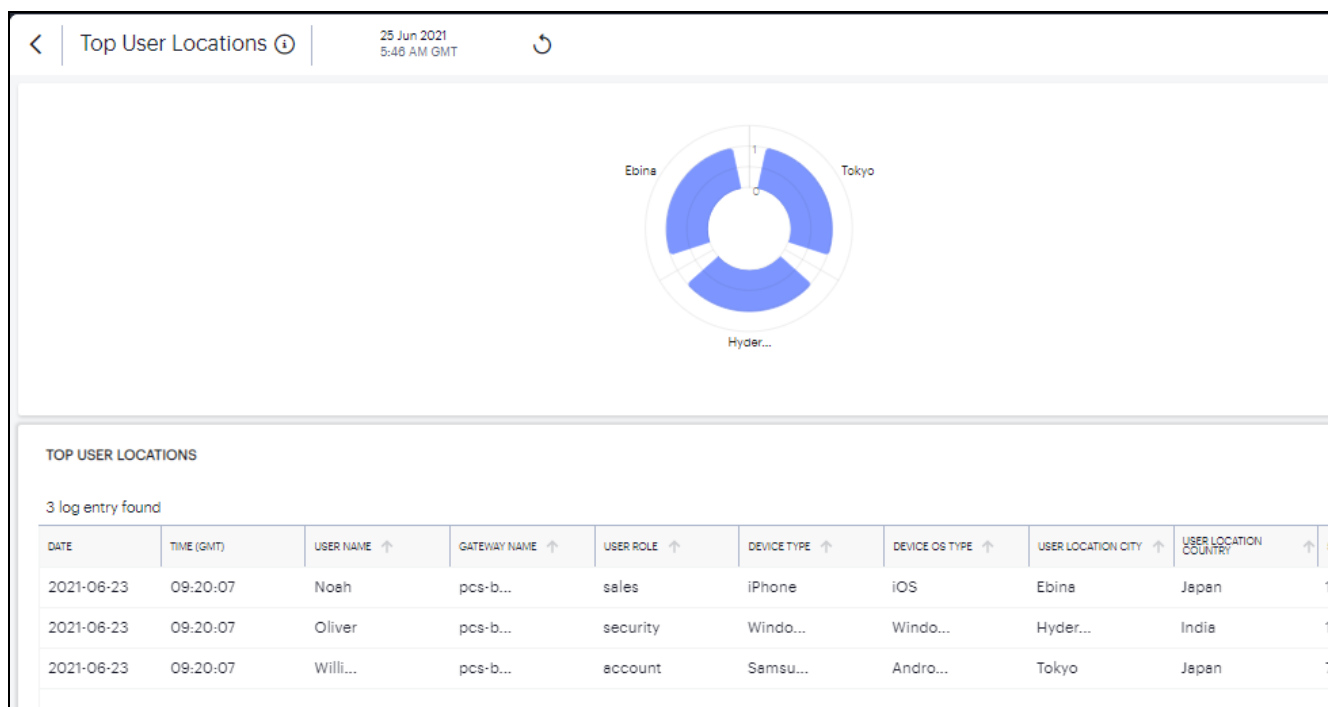 Top User Locations
25 Jun 2021
5:46 AM GMT
1
Ebina
Tokyo
0
Hyder...
TOP USER LOCATIONS
3 log entry found
DATE TIME (GMT) USER NAME GATEWAY NAME USER ROLE DEVICE TYPE DEVICE OS TYPE USER LOCATION CITY USER LOCATION COUNTRY
2021-06-23 09:20:07 Noah pcs-b... sales iPhone iOS Ebina Japan
2021-06-23 09:20:07 Oliver pcs-b... security Windo... Windo... Hyder... India
2021-06-23 09:20:07 Willi... pcs-b... account Samsu... Andro... Tokyo Japan